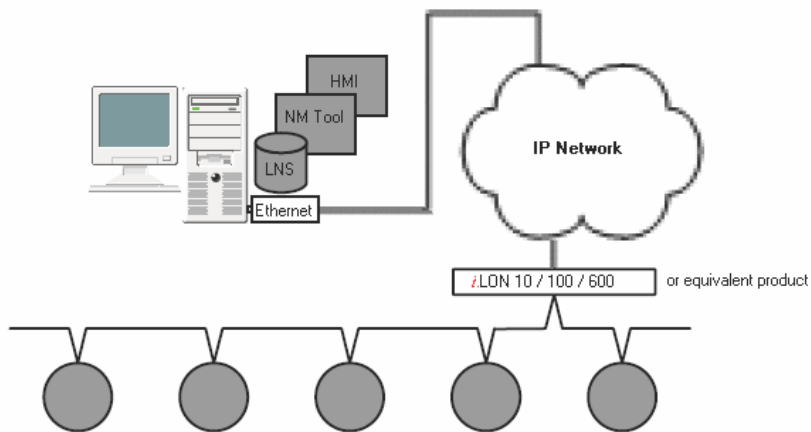 HMI
NM Tool
LNS
Ethernet
IP Network
i.LON 10 / 100 / 600 or equivalent product